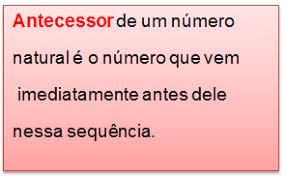 Antecessor de um número
natural é o número que vem
imediatamente antes dele
nessa sequência.